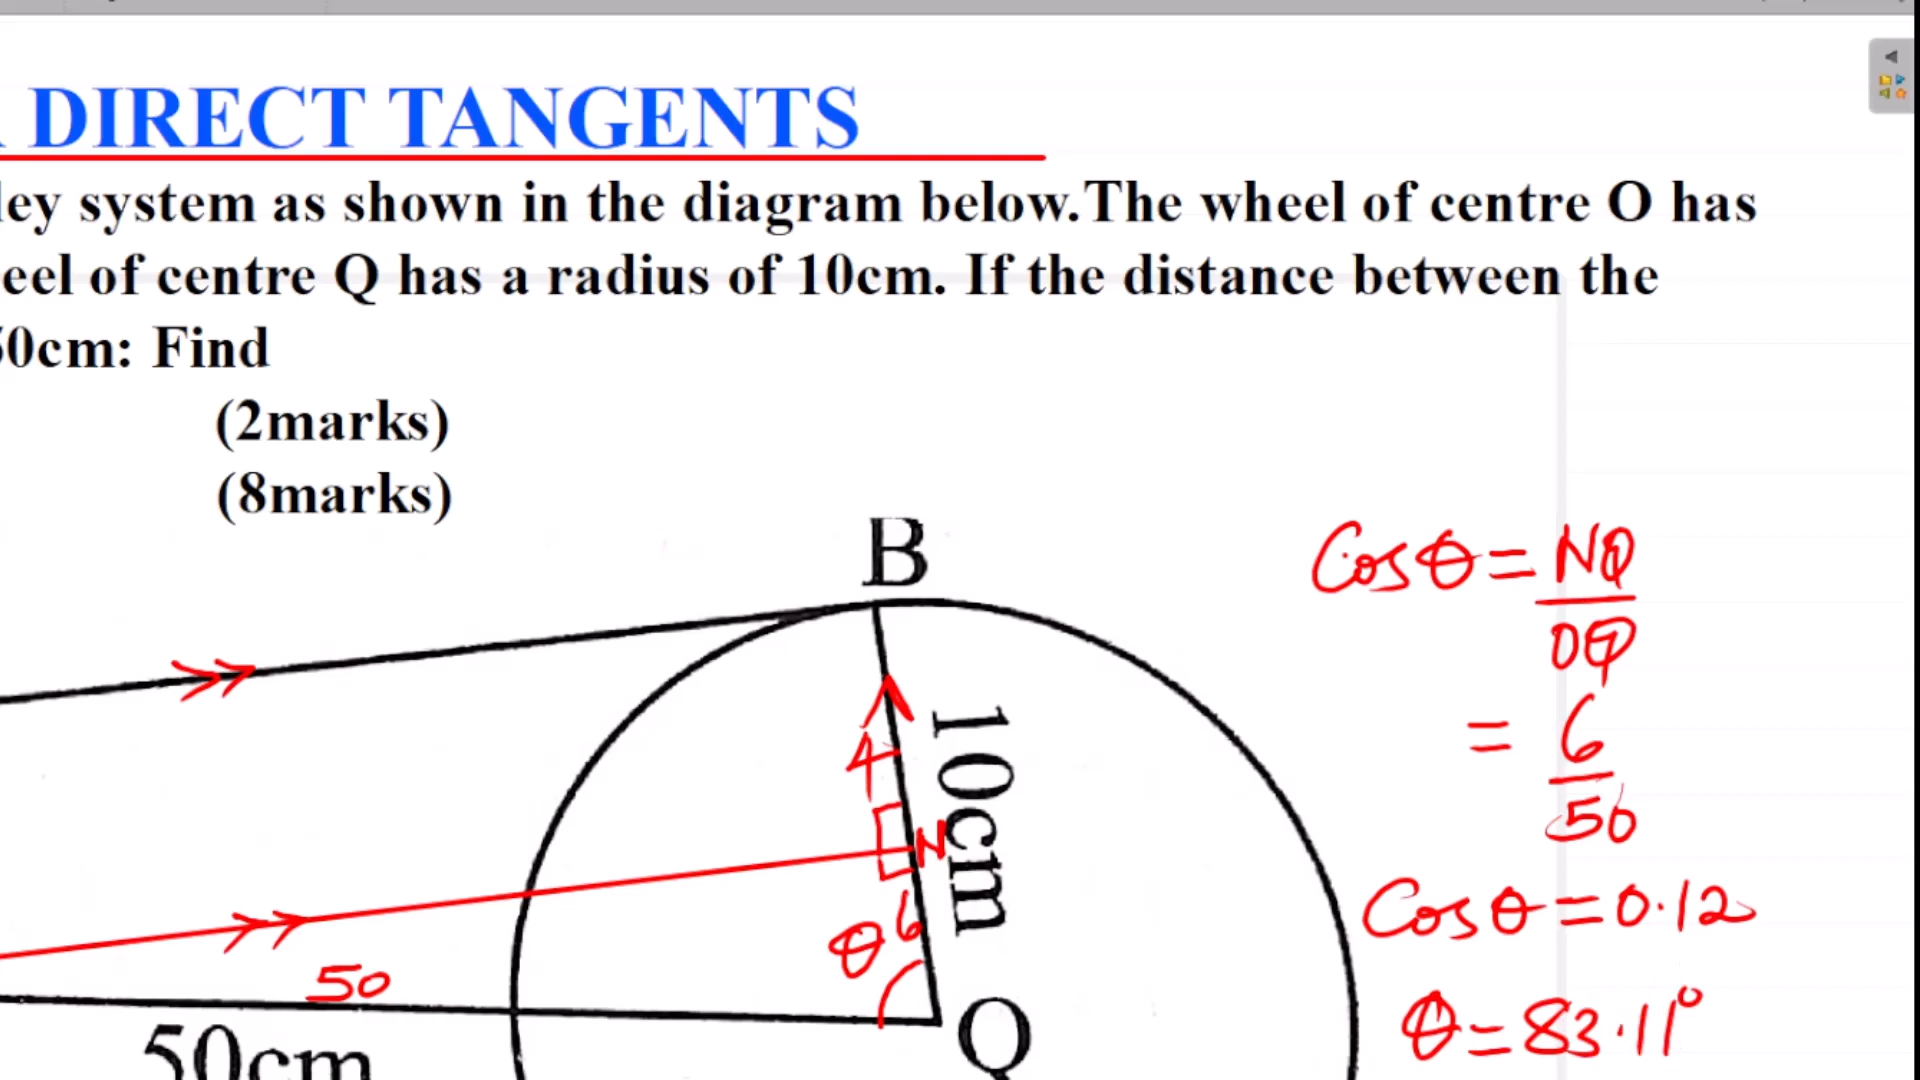 DIRECT TANGENTS
ley system as shown in the diagram below.The wheel of centre O has
eel of centre Q has a radius of 10cm. If the distance between the
50cm: Find
(2marks)
(8marks)
B
Cosθ = NQ
OQ
= 6
50
Cosθ = 0.12
θ = 83.11°
4
10cm
N
θ 6
50
50cm
Q